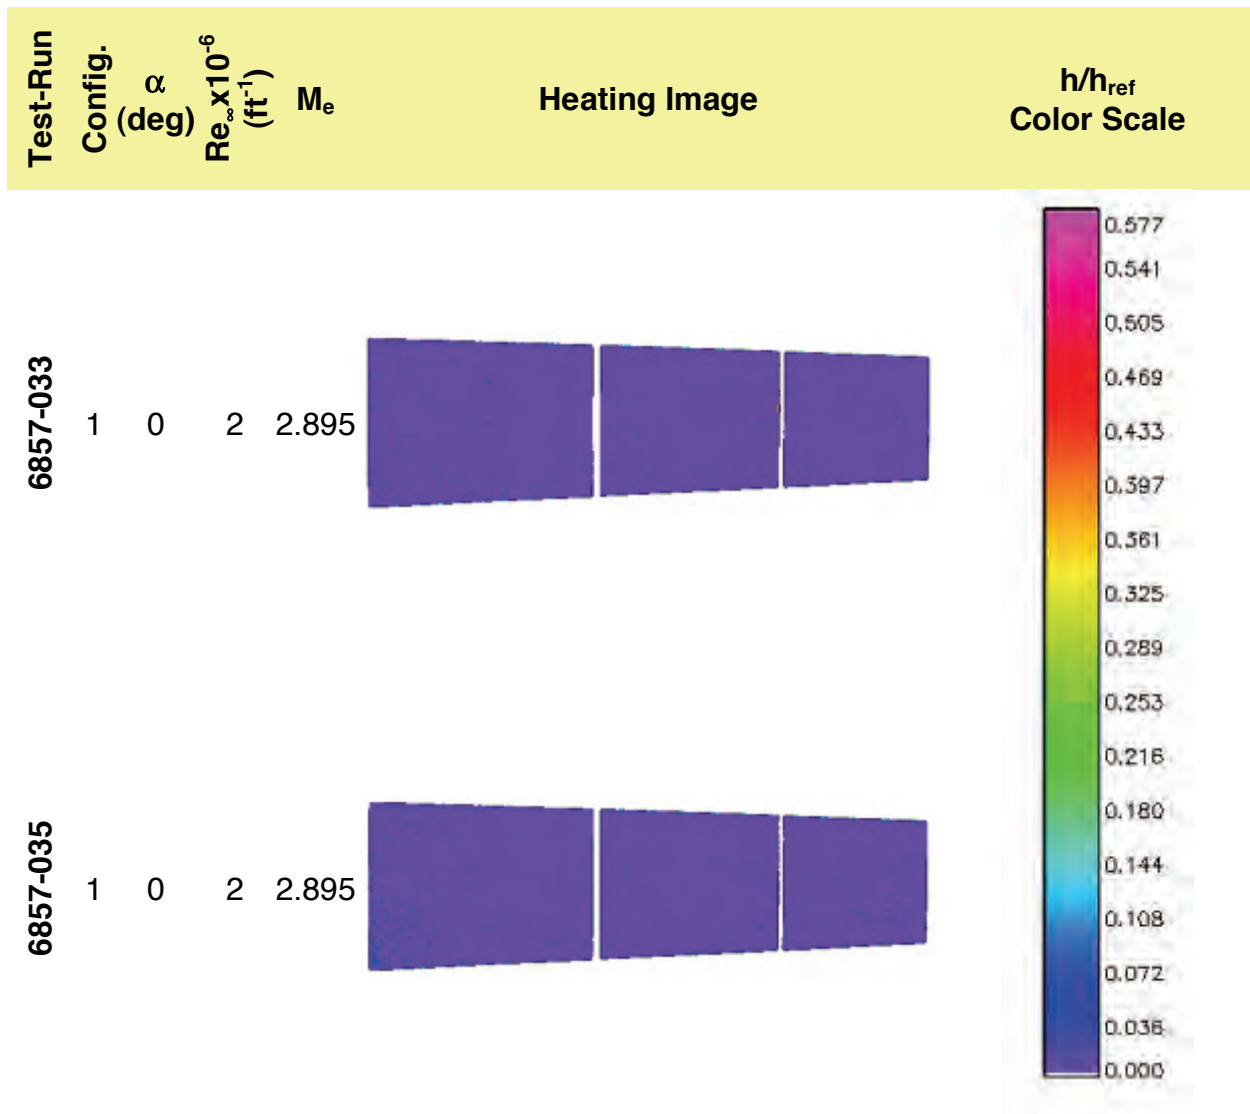 Test-Run
Config.
α
(deg)
Re∞x10-6
(ft-1)
Me
Heating Image
h/href
Color Scale
6857-033
1
0
2
2.895
6857-035
1
0
2
2.895
0.577
0.541
0.505
0.469
0.433
0.397
0.361
0.325
0.289
0.253
0.216
0.180
0.144
0.108
0.072
0.036
0.000